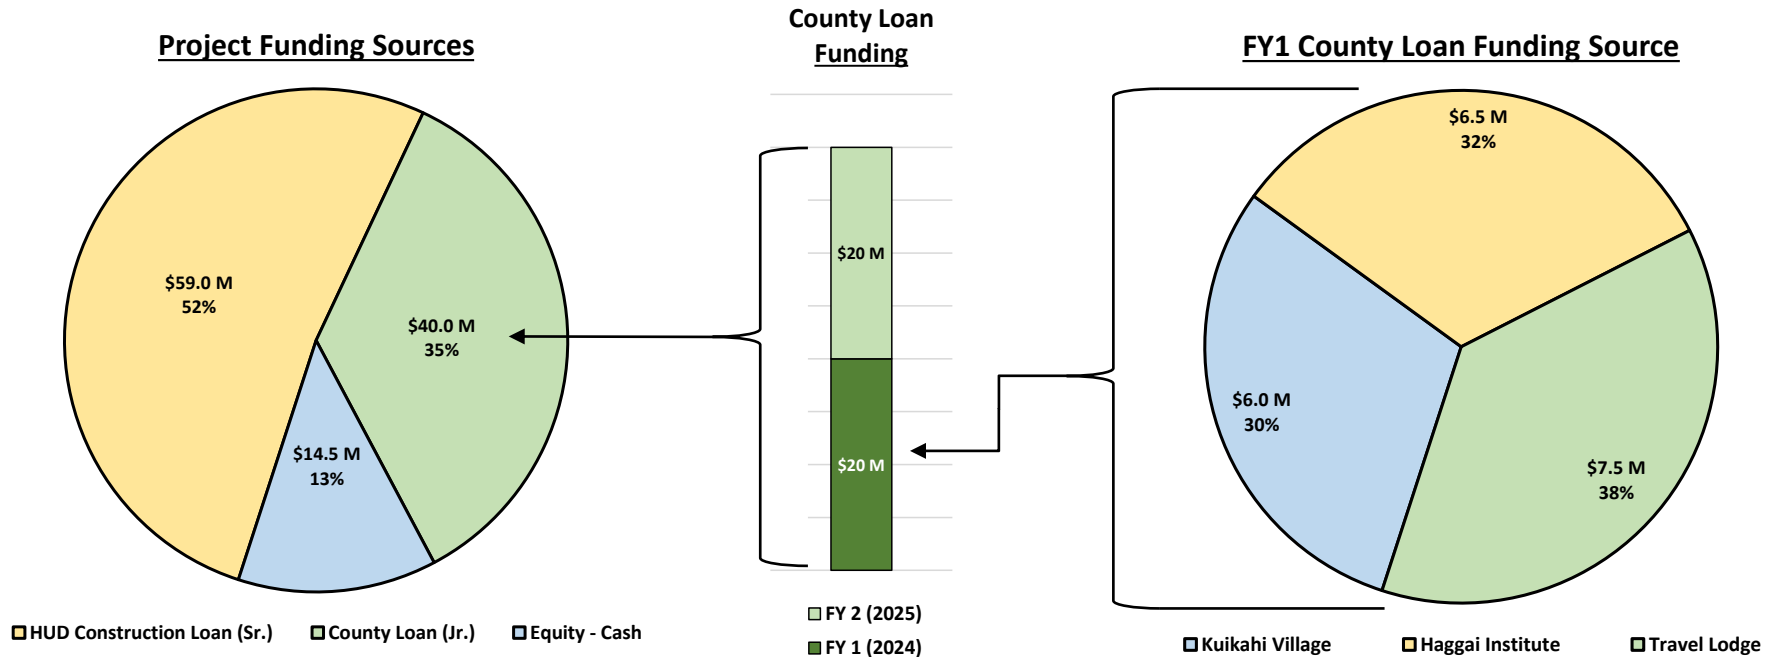 Project Funding Sources
$59.0 M
52%
$40.0 M
35%
$14.5 M
13%
HUD Construction Loan (Sr.)
County Loan (Jr.)
Equity - Cash
County Loan
Funding
$20 M
$20 M
FY 2 (2025)
FY 1 (2024)
FY1 County Loan Funding Source
$6.5 M
32%
$6.0 M
30%
$7.5 M
38%
Kuikahi Village
Haggai Institute
Travel Lodge